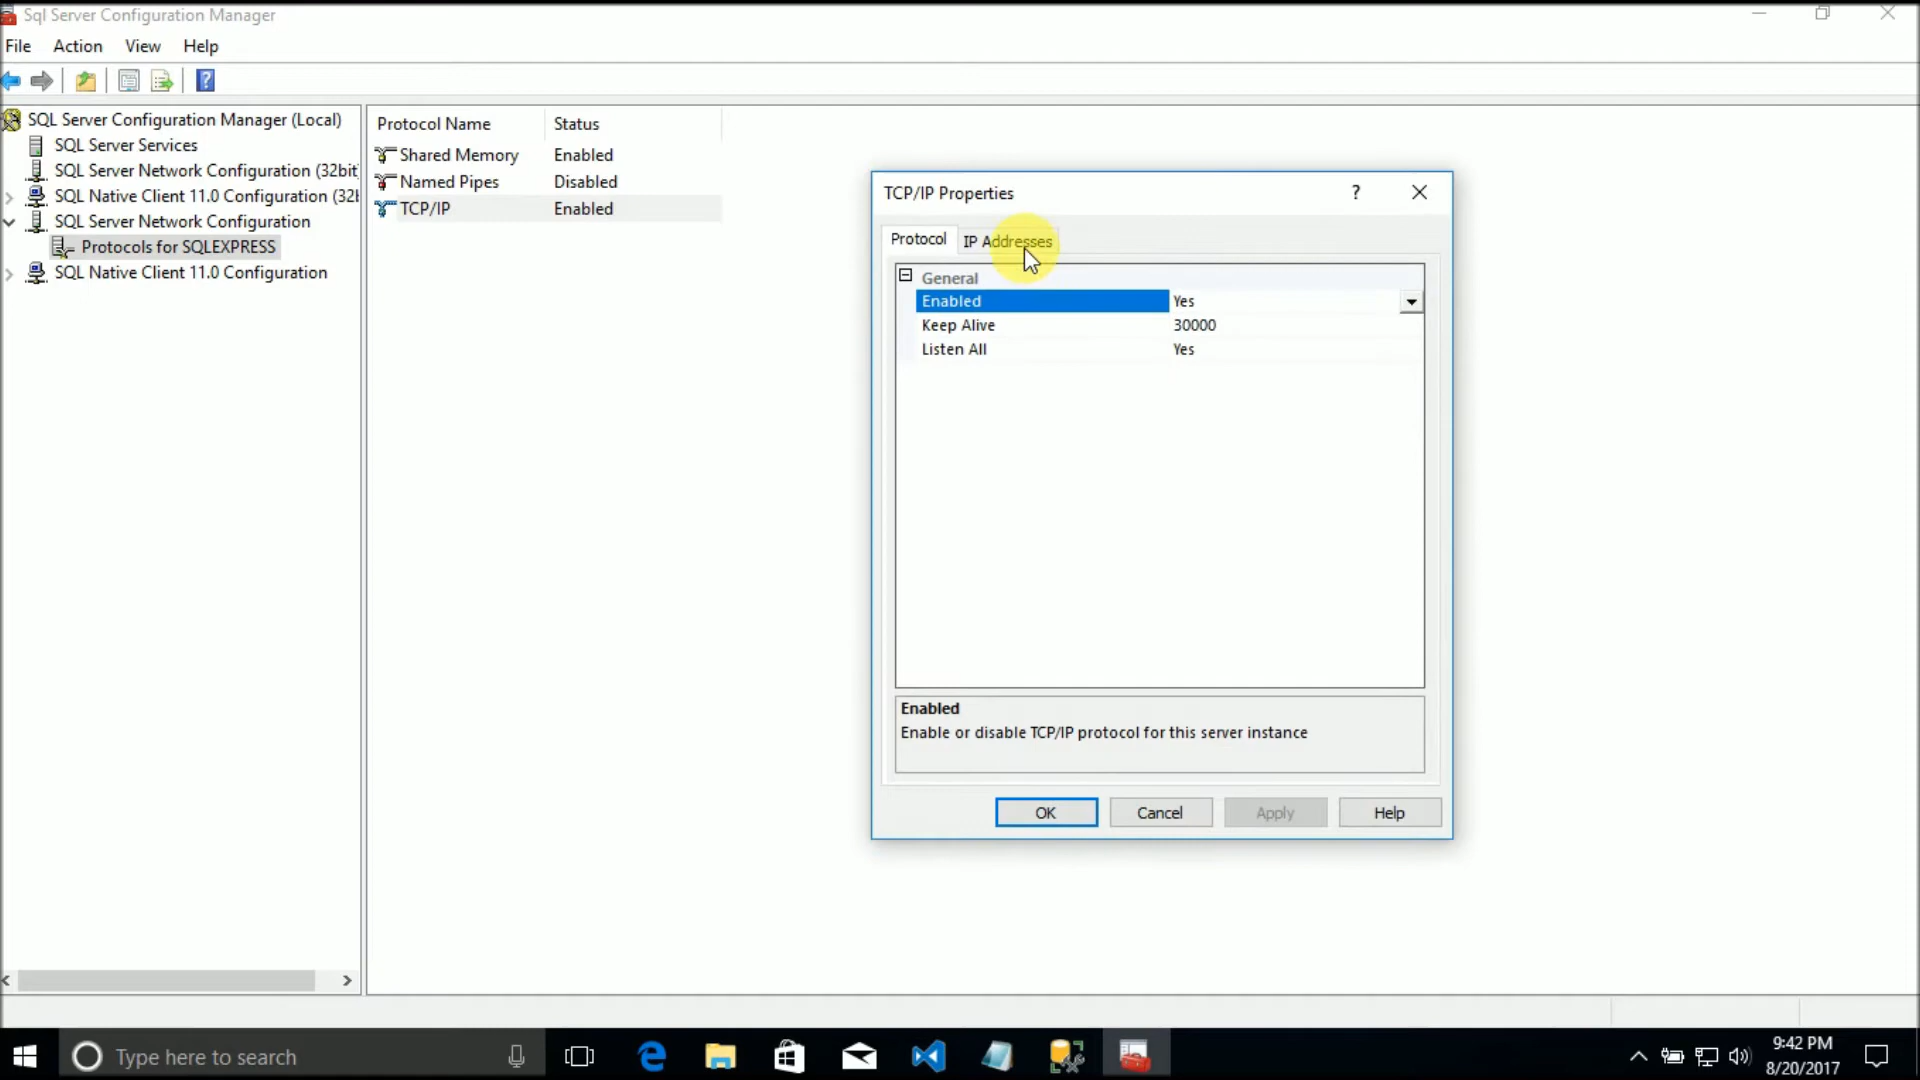 Sql Server Configuration Manager
File Action View Help
SQL Server Configuration Manager (Local)
SQL Server Services
SQL Server Network Configuration (32bit
SQL Native Client 11.0 Configuration (32b
SQL Server Network Configuration
Protocols for SQLEXPRESS
SQL Native Client 11.0 Configuration
Protocol Name Status
Shared Memory Enabled
Named Pipes Disabled
TCP/IP Enabled
TCP/IP Properties
Protocol IP Addresses
General
Enabled Yes
Keep Alive 30000
Listen All Yes
Enabled
Enable or disable TCP/IP protocol for this server instance
OK Cancel Apply Help
Type here to search
9:42 PM
8/20/2017